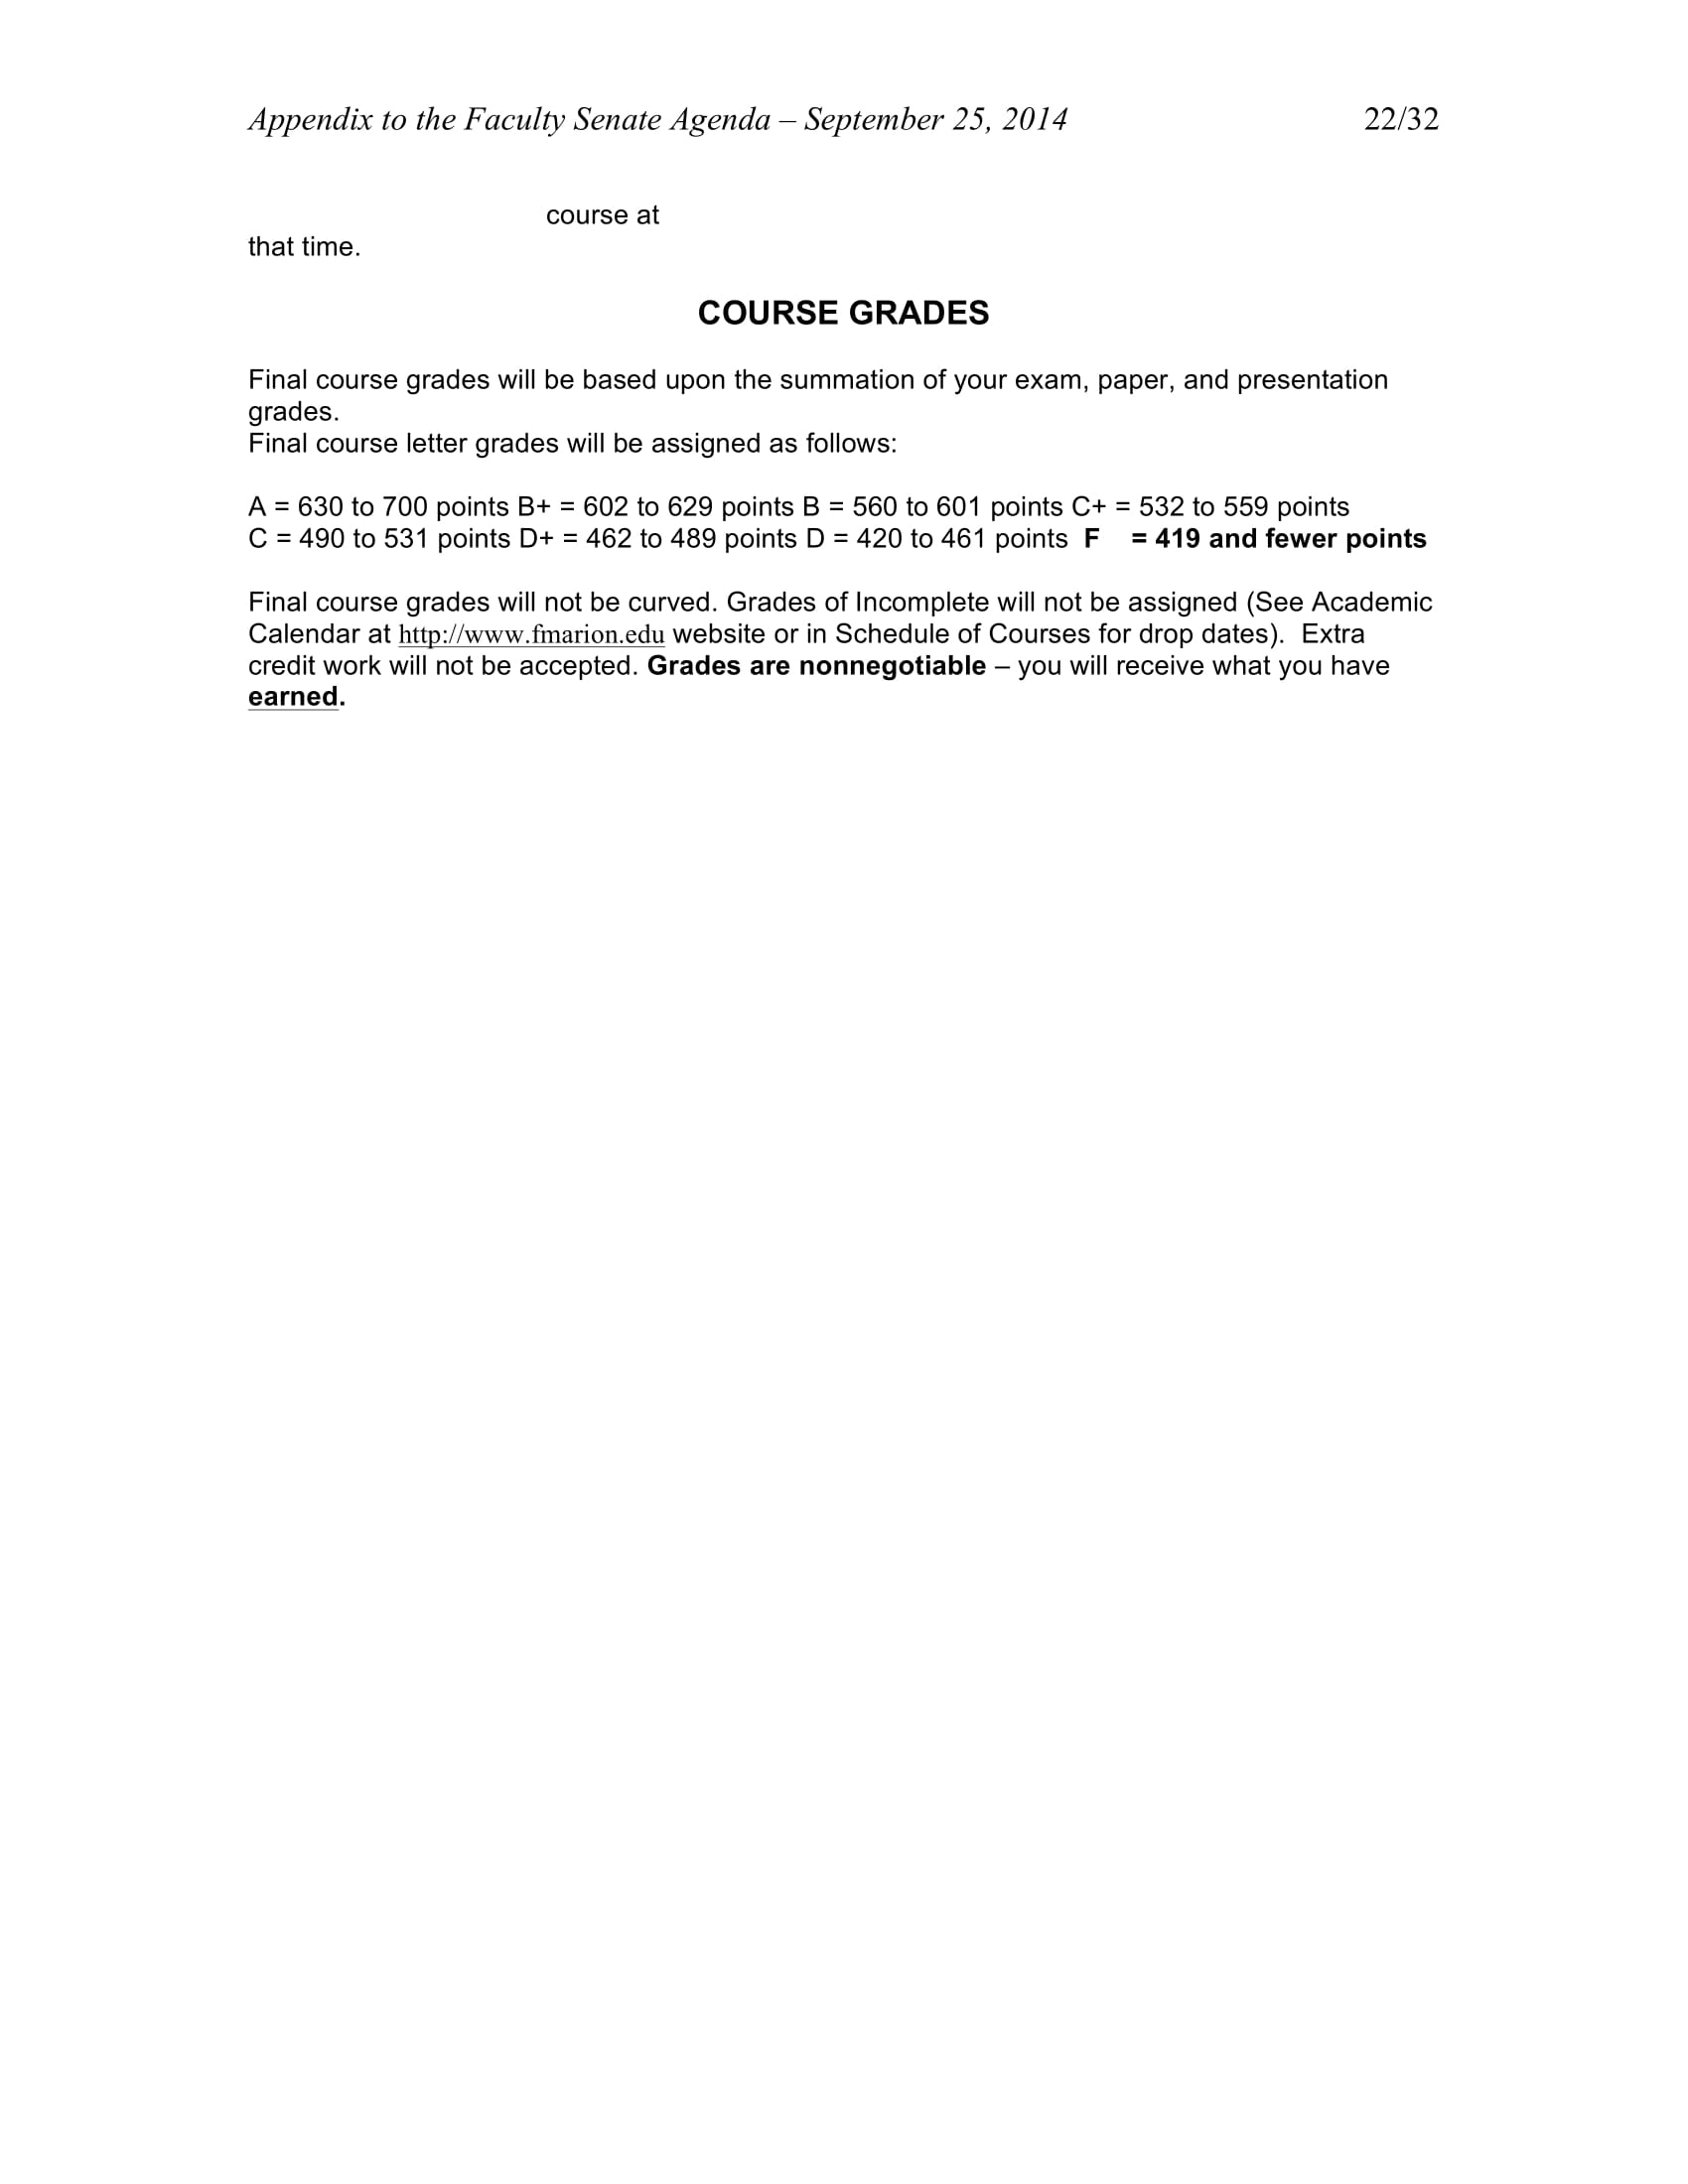 Appendix to the Faculty Senate Agenda – September 25, 2014 22/32
course at
that time.
COURSE GRADES
Final course grades will be based upon the summation of your exam, paper, and presentation
grades.
Final course letter grades will be assigned as follows:
A = 630 to 700 points B+ = 602 to 629 points B = 560 to 601 points C+ = 532 to 559 points
C = 490 to 531 points D+ = 462 to 489 points D = 420 to 461 points F = 419 and fewer points
Final course grades will not be curved. Grades of Incomplete will not be assigned (See Academic
Calendar at http://www.fmarion.edu website or in Schedule of Courses for drop dates). Extra
credit work will not be accepted. Grades are nonnegotiable – you will receive what you have
earned.